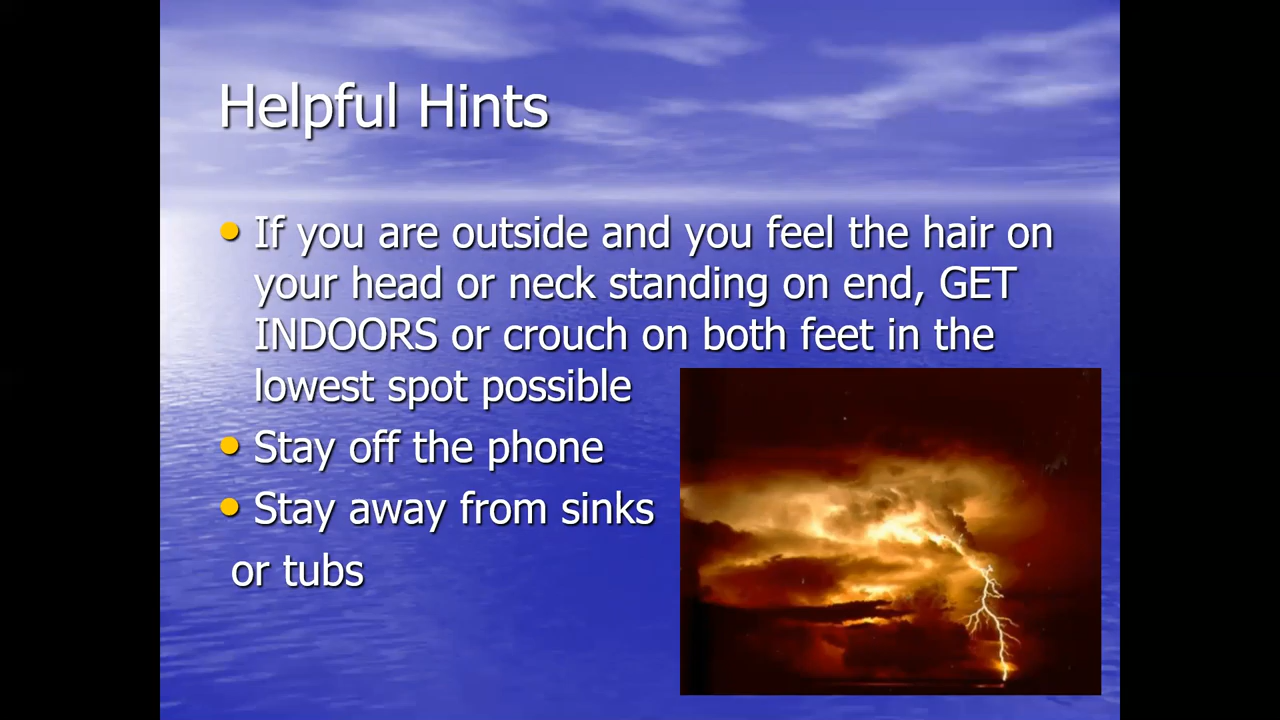 Helpful Hints
If you are outside and you feel the hair on
your head or neck standing on end, GET
INDOORS or crouch on both feet in the
lowest spot possible
Stay off the phone
Stay away from sinks
or tubs